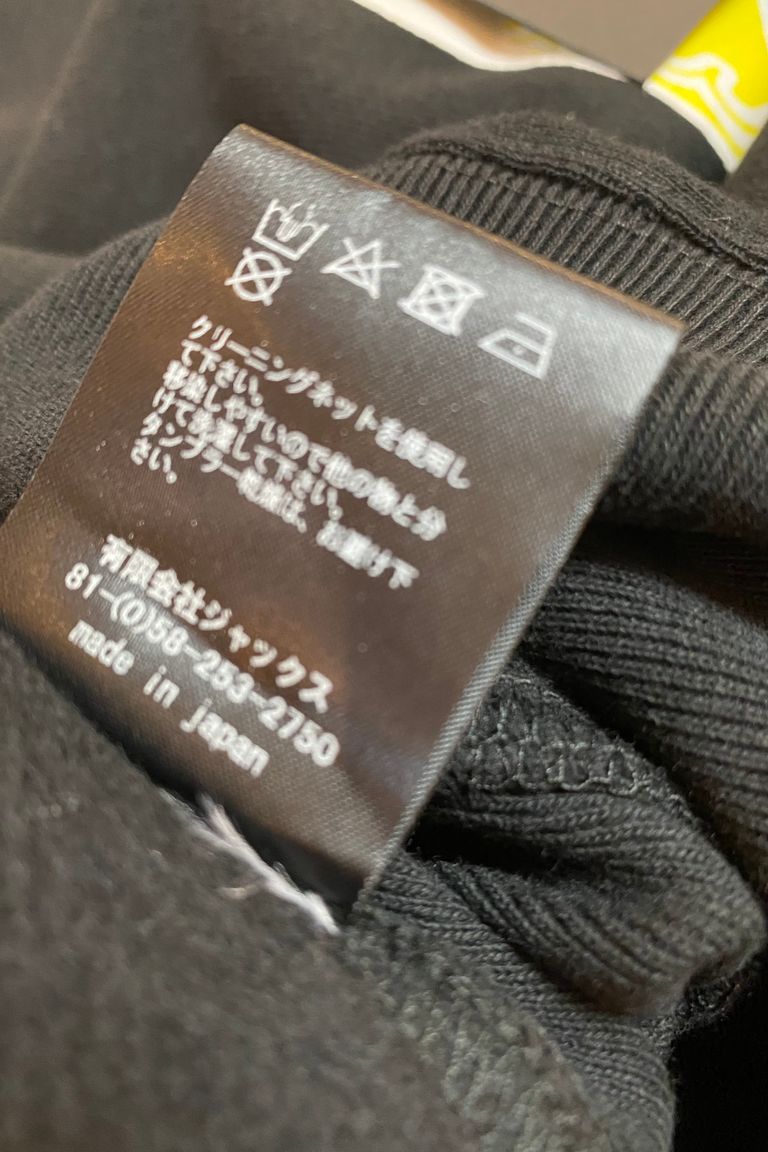 クリーニングネットを使用し
て下さい。
移染しやすいので他の物と分
けて洗濯して下さい。
タンブラー乾燥は、お避け下
さい。
有限会社ジャックス
81-(0)58-253-2750
made in japan